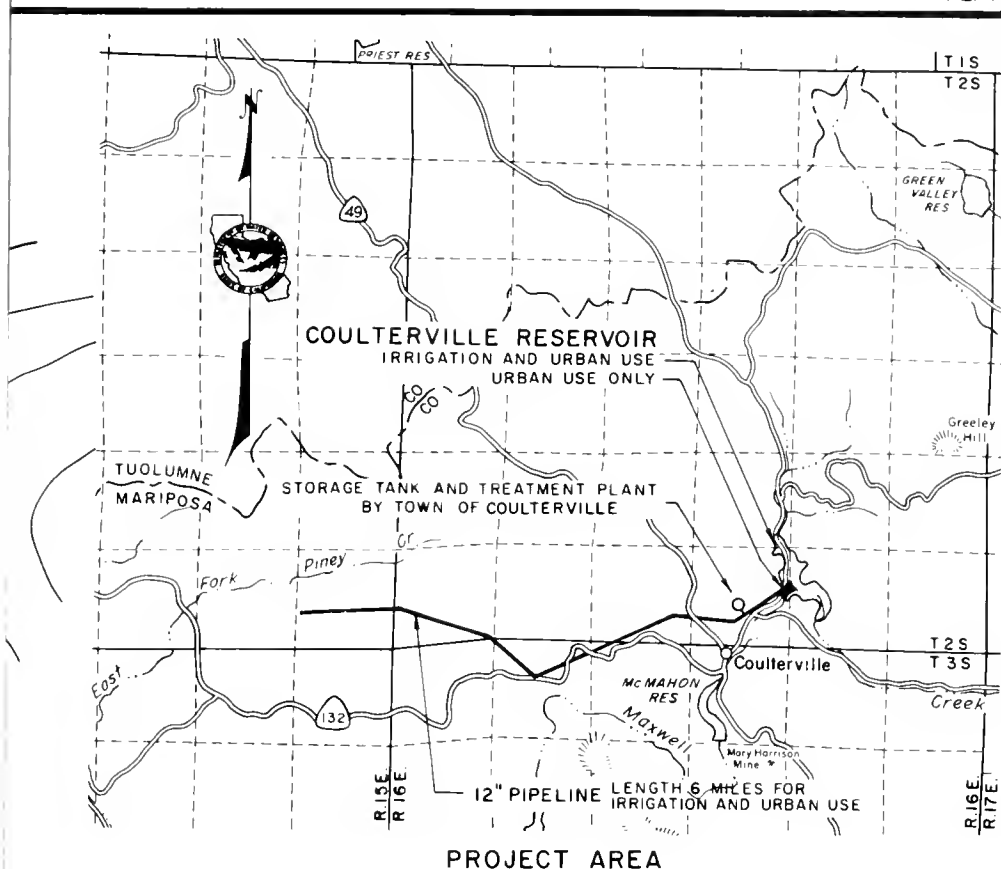 PRIEST RES
T1S
T2S
N
GREEN
VALLEY
RES
49
COULTERVILLE RESERVOIR
IRRIGATION AND URBAN USE
URBAN USE ONLY
CO
CO
Greeley
Hill
TUOLUMNE
MARIPOSA
STORAGE TANK AND TREATMENT PLANT
BY TOWN OF COULTERVILLE
East Fork Piney Cr.
T2S
T3S
Coulterville
McMAHON
RES
Maxwell Creek
132
Mary Harrison
Mine
R.15E.
R.16E.
12" PIPELINE LENGTH 6 MILES FOR
IRRIGATION AND URBAN USE
R.16E.
R.17E.
PROJECT AREA